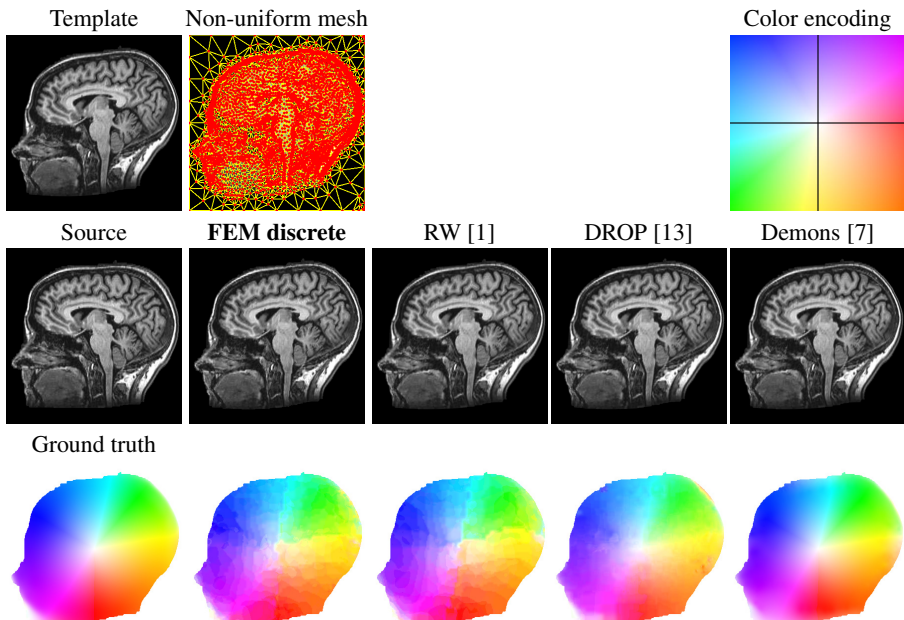 Template Non-uniform mesh Color encoding
Source FEM discrete RW [1] DROP [13] Demons [7]
Ground truth